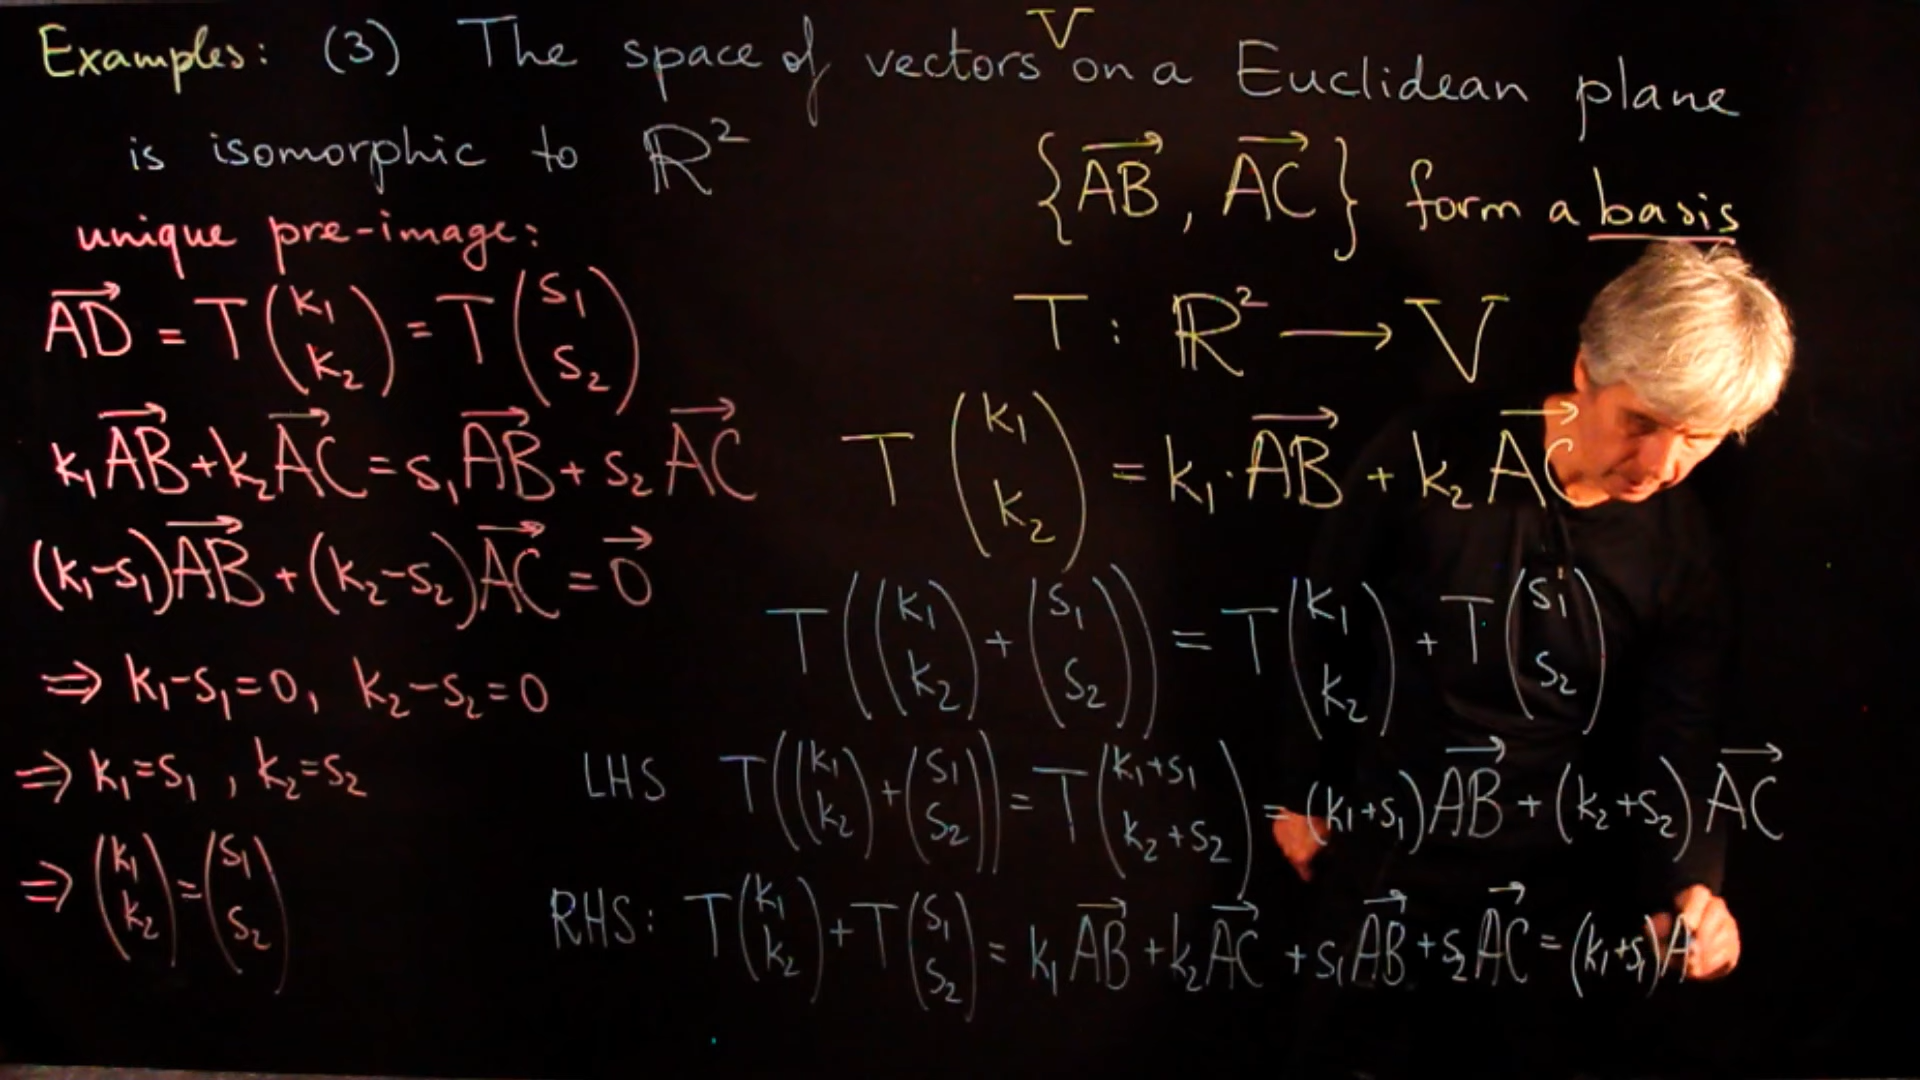 Examples: (3) The space of vectors V on a Euclidean plane
is isomorphic to ℝ²
{AB⃗, AC⃗} form a basis
unique pre-image:
AD⃗ = T(k₁ k₂) = T(s₁ s₂)
k₁AB⃗ + k₂AC⃗ = s₁AB⃗ + s₂AC⃗
(k₁-s₁)AB⃗ + (k₂-s₂)AC⃗ = 0⃗
⇒ k₁-s₁=0, k₂-s₂=0
⇒ k₁=s₁, k₂=s₂
⇒ (k₁ k₂) = (s₁ s₂)
T: ℝ² → V
T(k₁ k₂) = k₁·AB⃗ + k₂AC⃗
T((k₁ k₂) + (s₁ s₂)) = T(k₁ k₂) + T(s₁ s₂)
LHS T((k₁ k₂) + (s₁ s₂)) = T(k₁+s₁ k₂+s₂) = (k₁+s₁)AB⃗ + (k₂+s₂)AC⃗
RHS: T(k₁ k₂) + T(s₁ s₂) = k₁AB⃗ + k₂AC⃗ + s₁AB⃗ + s₂AC⃗ = (k₁+s₁)A